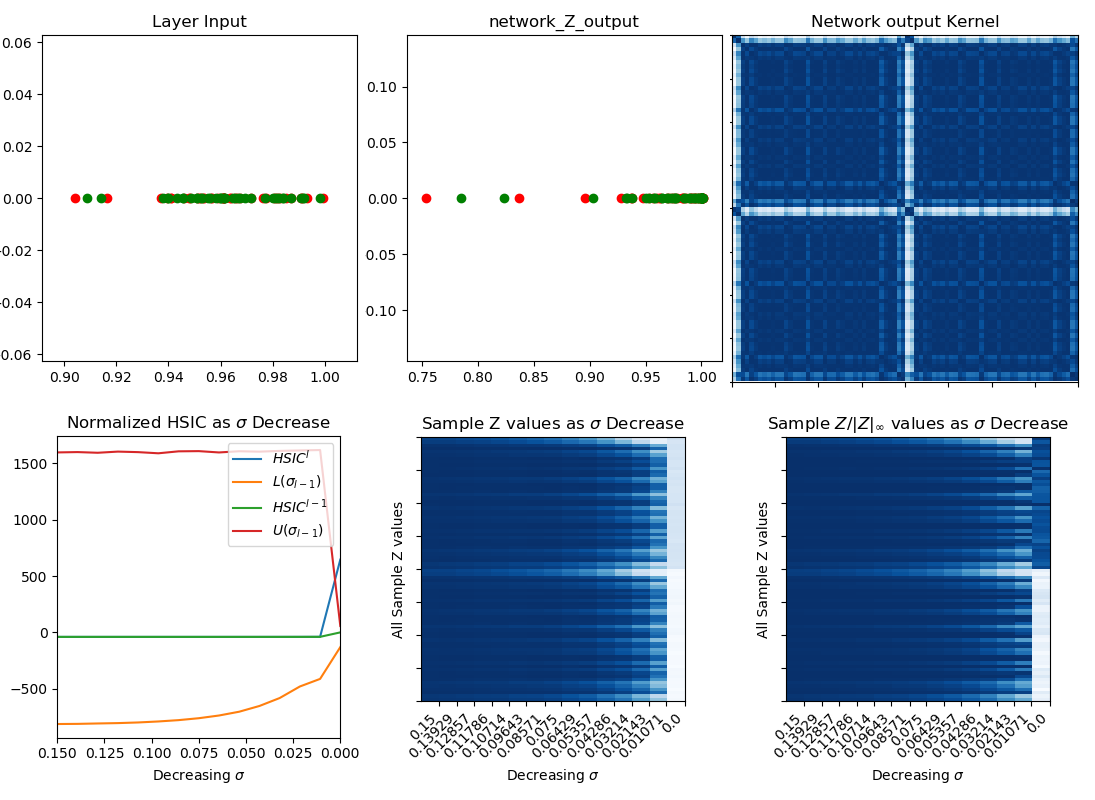 Layer Input
network_Z_output
Network output Kernel
0.06
0.04
0.02
0.00
-0.02
-0.04
0.06
0.90 0.92 0.94 0.96 0.98 1.00
0.10
0.05
0.00
0.05
0.10
0.75 0.80 0.85 0.90 0.95 1.00
Normalized HSIC as σ Decrease
1500
1000
500
0
−500
HSIC^l
L(σ_{l−1})
HSIC^{l−1}
U(σ_{l−1})
0.150 0.125 0.100 0.075 0.050 0.025 0.000
Decreasing σ
Sample Z values as σ Decrease
All Sample Z values
0.15 0.13929 0.12857 0.11786 0.10714 0.09643 0.08571 0.075 0.06429 0.05357 0.04286 0.03214 0.02143 0.01071 0.0
Decreasing σ
Sample Z/|Z|∞ values as σ Decrease
All Sample Z values
0.15 0.13929 0.12857 0.11786 0.10714 0.09643 0.08571 0.075 0.06429 0.05357 0.04286 0.03214 0.02143 0.01071 0.0
Decreasing σ